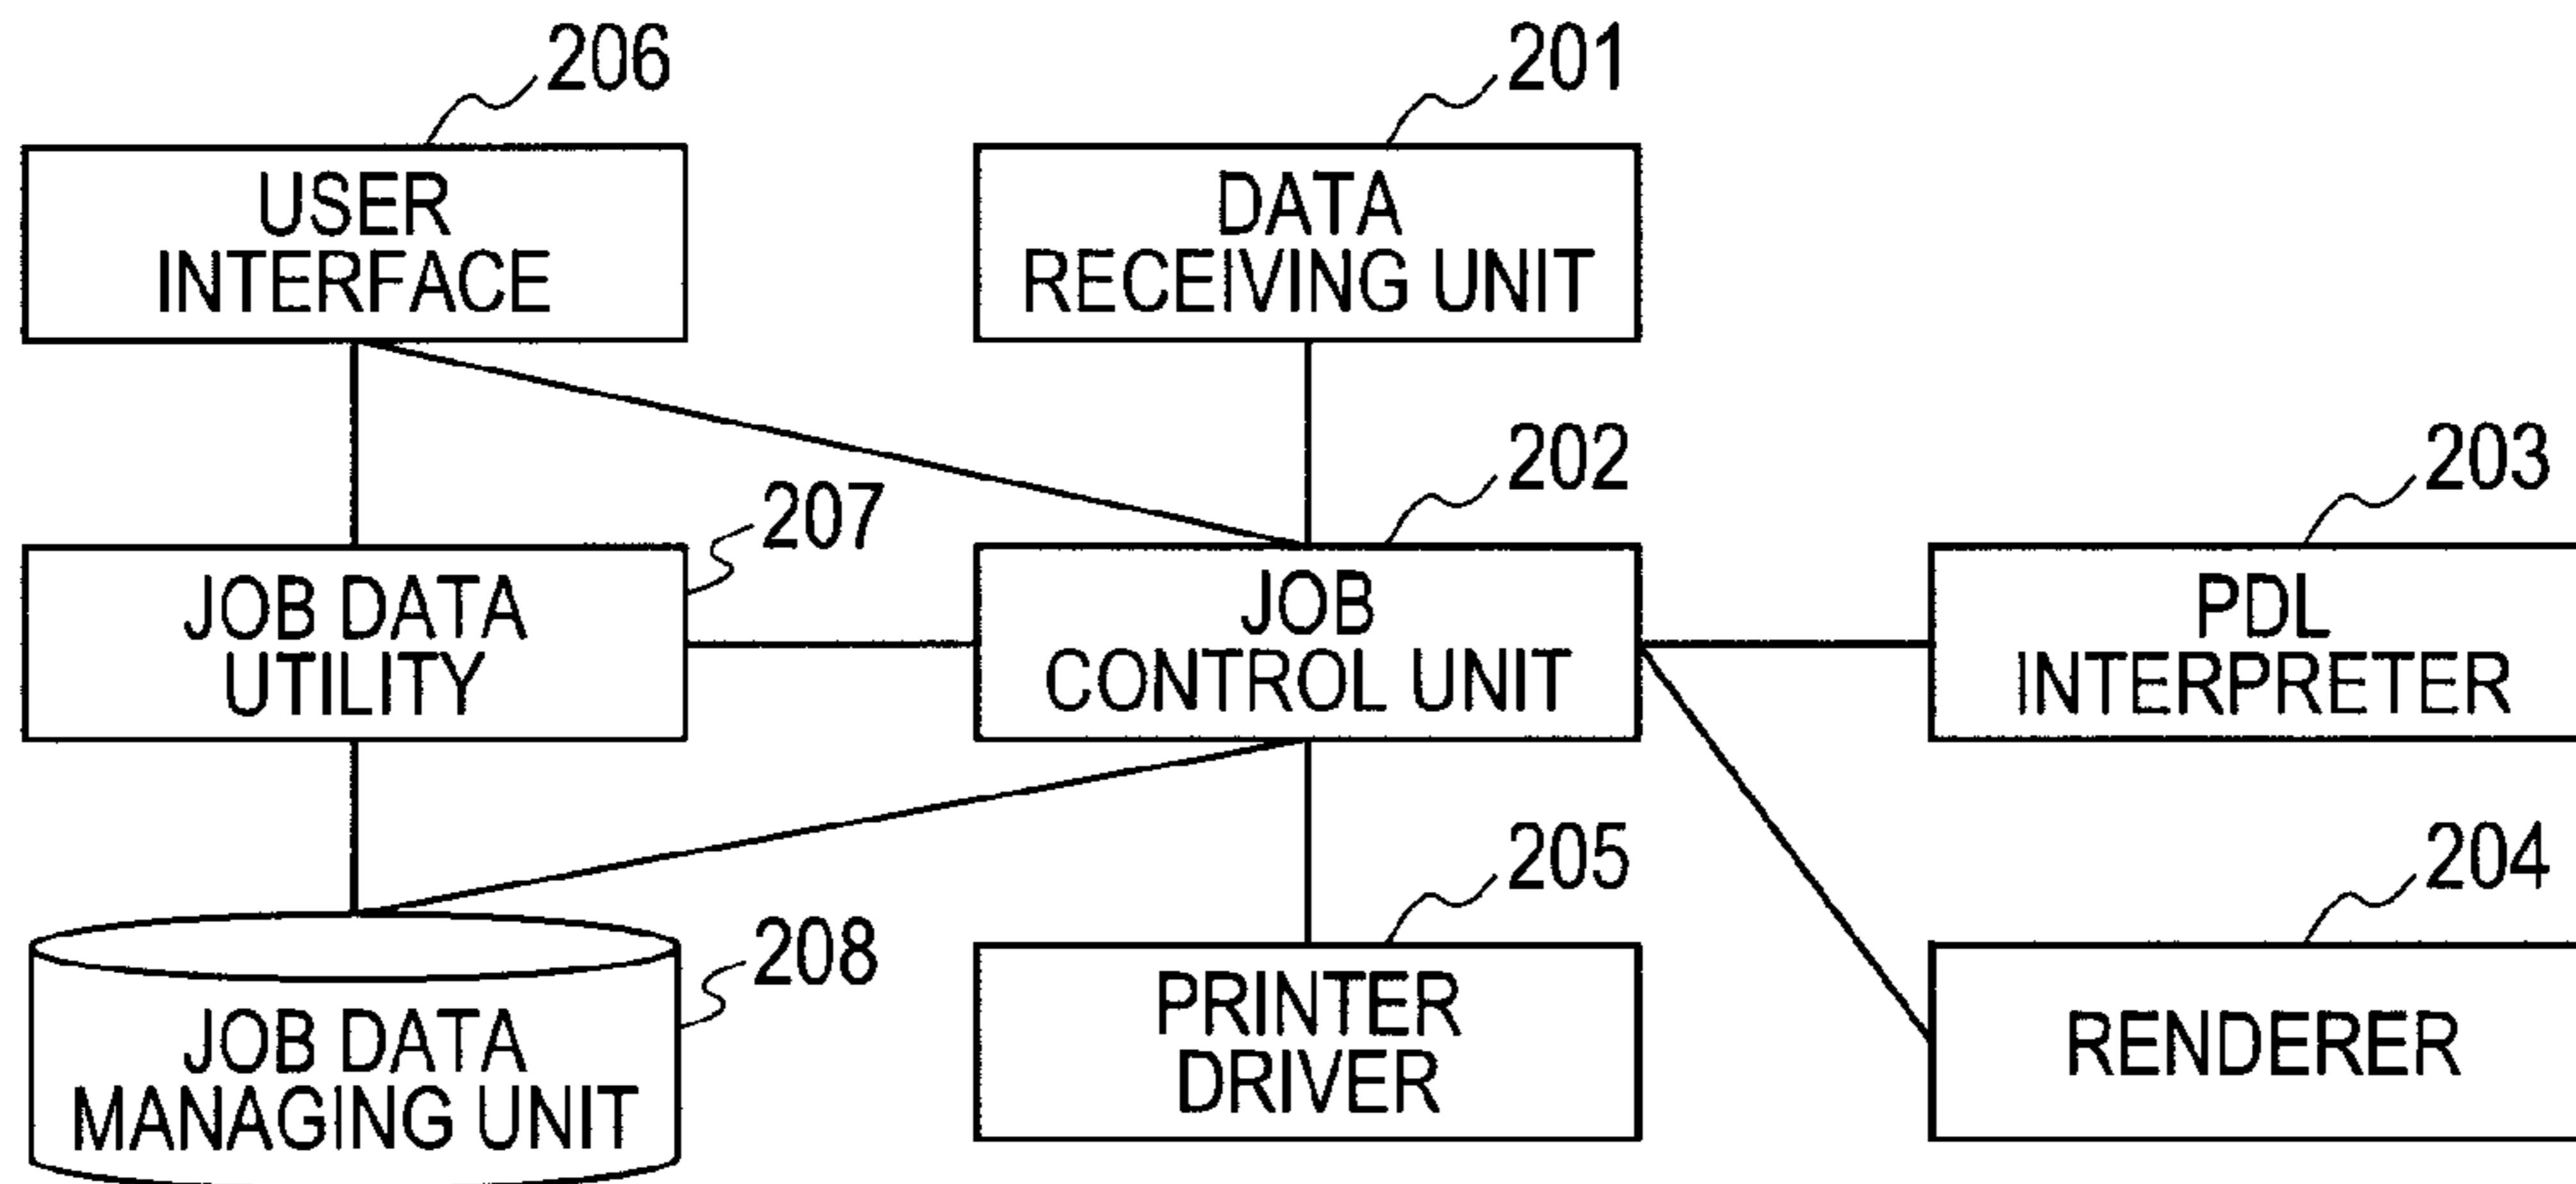 206
USER
INTERFACE
201
DATA
RECEIVING UNIT
207
JOB DATA
UTILITY
202
JOB
CONTROL UNIT
203
PDL
INTERPRETER
208
JOB DATA
MANAGING UNIT
205
PRINTER
DRIVER
204
RENDERER